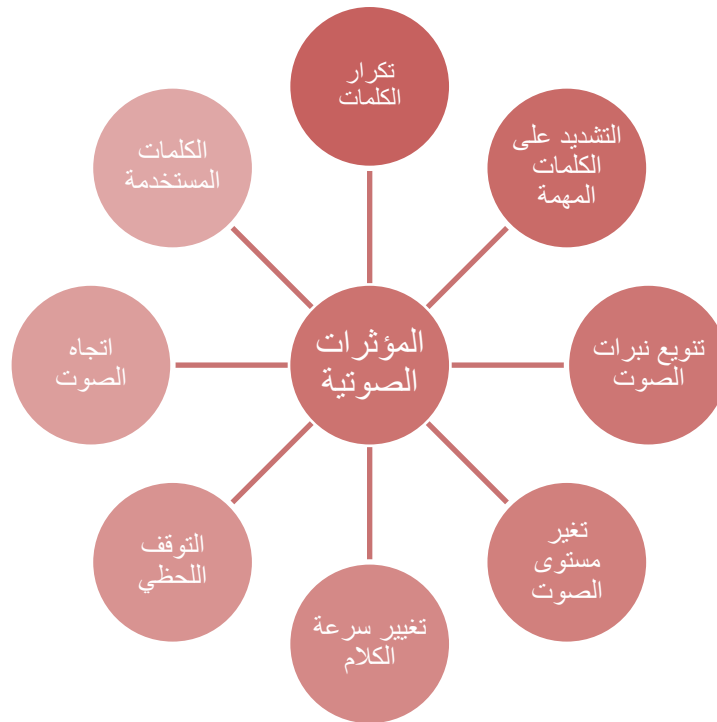 تكرار
الكلمات
التشديد على
الكلمات
المهمة
تنويع نبرات
الصوت
تغير
مستوى
الصوت
تغيير سرعة
الكلام
التوقف
اللحظي
اتجاه
الصوت
الكلمات
المستخدمة
المؤثرات
الصوتية